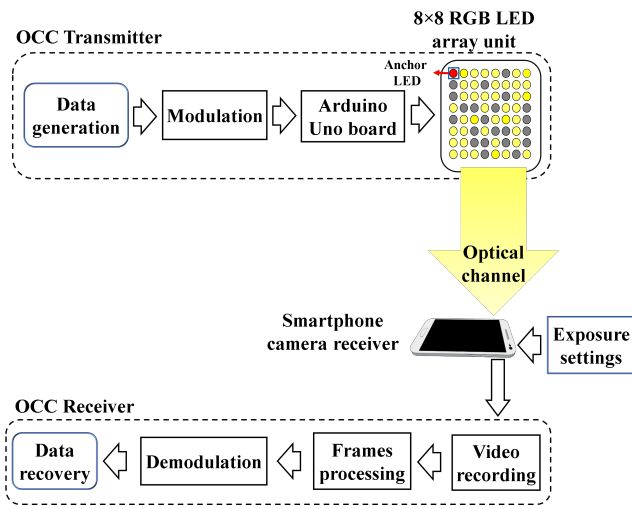 8×8 RGB LED
array unit
OCC Transmitter
Anchor
LED
Data
generation
Modulation
Arduino
Uno board
Optical
channel
Smartphone
camera receiver
Exposure
settings
OCC Receiver
Data
recovery
Demodulation
Frames
processing
Video
recording